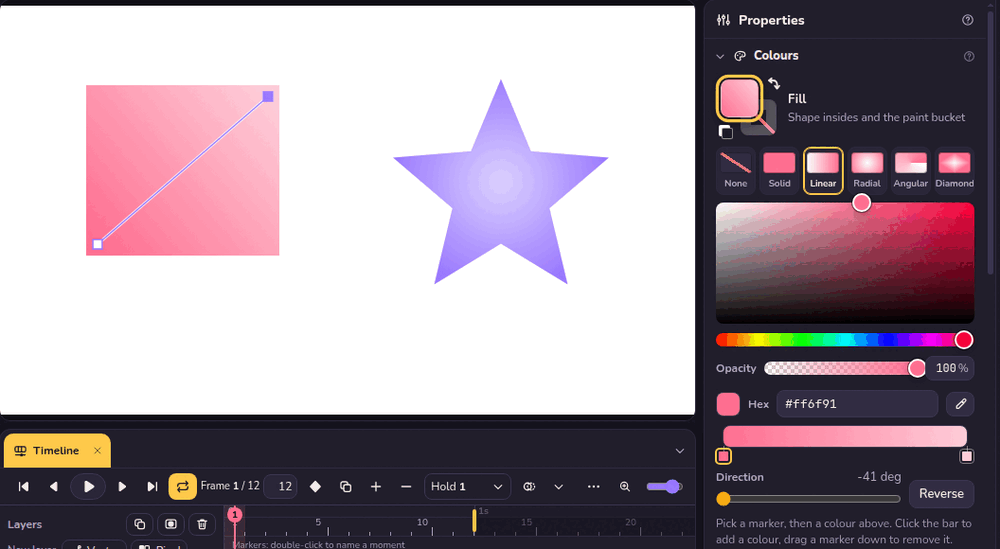 Properties
Colours
Fill
Shape insides and the paint bucket
None
Solid
Linear
Radial
Angular
Diamond
Opacity
100 %
Hex
#ff6f91
Direction
-41 deg
Reverse
Pick a marker, then a colour above. Click the bar to
add a colour, drag a marker down to remove it.
Timeline
Frame 1 / 12
12
Hold 1
Layers
1
5
10
1s
15
20
Markers: double-click to name a moment
New layer